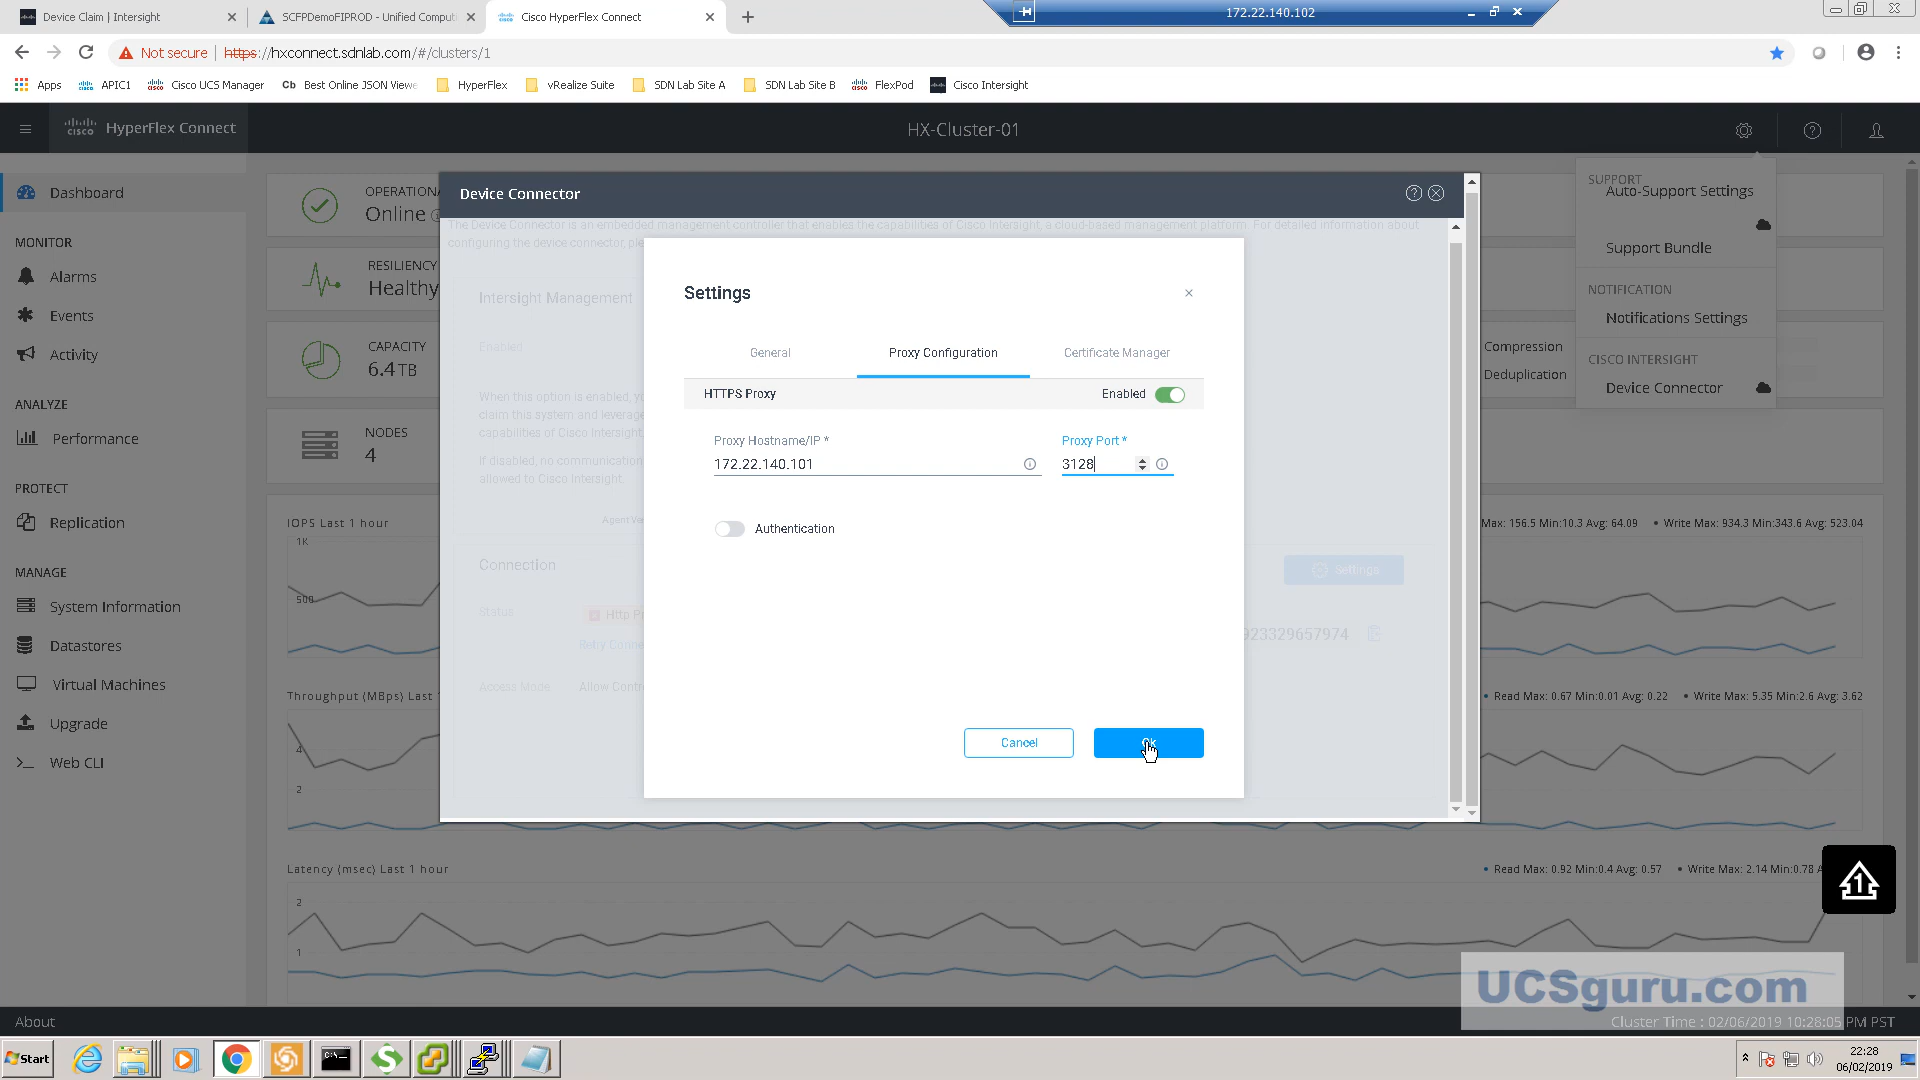 Device Claim | Intersight
SCFPDemoFIPROD - Unified Computi
Cisco HyperFlex Connect
172.22.140.102
Not secure | https://hxconnect.sdnlab.com/#/clusters/1
Apps
APIC1
Cisco UCS Manager
Cb Best Online JSON Viewe
HyperFlex
vRealize Suite
SDN Lab Site A
SDN Lab Site B
FlexPod
Cisco Intersight
CISCO HyperFlex Connect
HX-Cluster-01
Dashboard
MONITOR
Alarms
Events
Activity
ANALYZE
Performance
PROTECT
Replication
MANAGE
System Information
Datastores
Virtual Machines
Upgrade
Web CLI
About
OPERATIONA
Online
RESILIENCY
Healthy
CAPACITY
6.4 TB
NODES
4
IOPS Last 1 hour
1K
500
Throughput (MBps) Last
4
2
Latency (msec) Last 1 hour
2
1
Device Connector
The Device Connector is an embedded management controller that enables the capabilities of Cisco Intersight, a cloud-based management platform. For detailed information about
configuring the device connector, ple
Intersight Management
Enabled
When this option is enabled, yo
claim this system and leverage
capabilities of Cisco Intersight.
If disabled, no communication
allowed to Cisco Intersight.
Agent Ve
Connection
Settings
Status
Http Pr
Retry Conne
923329657974
Access Mode
Allow Contr
Settings
General
Proxy Configuration
Certificate Manager
HTTPS Proxy
Enabled
Proxy Hostname/IP *
172.22.140.101
Proxy Port *
3128
Authentication
Cancel
Ok
SUPPORT
Auto-Support Settings
Support Bundle
NOTIFICATION
Notifications Settings
CISCO INTERSIGHT
Device Connector
Compression
Deduplication
Max: 156.5 Min:10.3 Avg: 64.09
Write Max: 934.3 Min:343.6 Avg: 523.04
Read Max: 0.67 Min:0.01 Avg: 0.22
Write Max: 5.35 Min:2.6 Avg: 3.62
Read Max: 0.92 Min:0.4 Avg: 0.57
Write Max: 2.14 Min:0.78 A
1
UCSguru.com
Cluster Time : 02/06/2019 10:28:05 PM PST
Start
22:28
06/02/2019